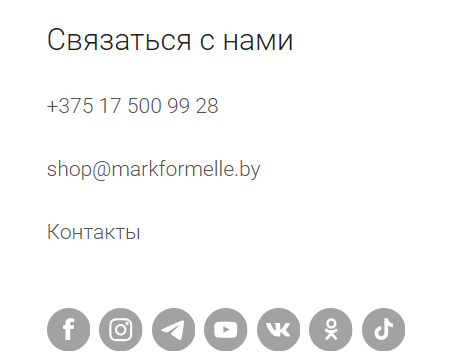 Связаться с нами
+375 17 500 99 28
shop@markformelle.by
Контакты